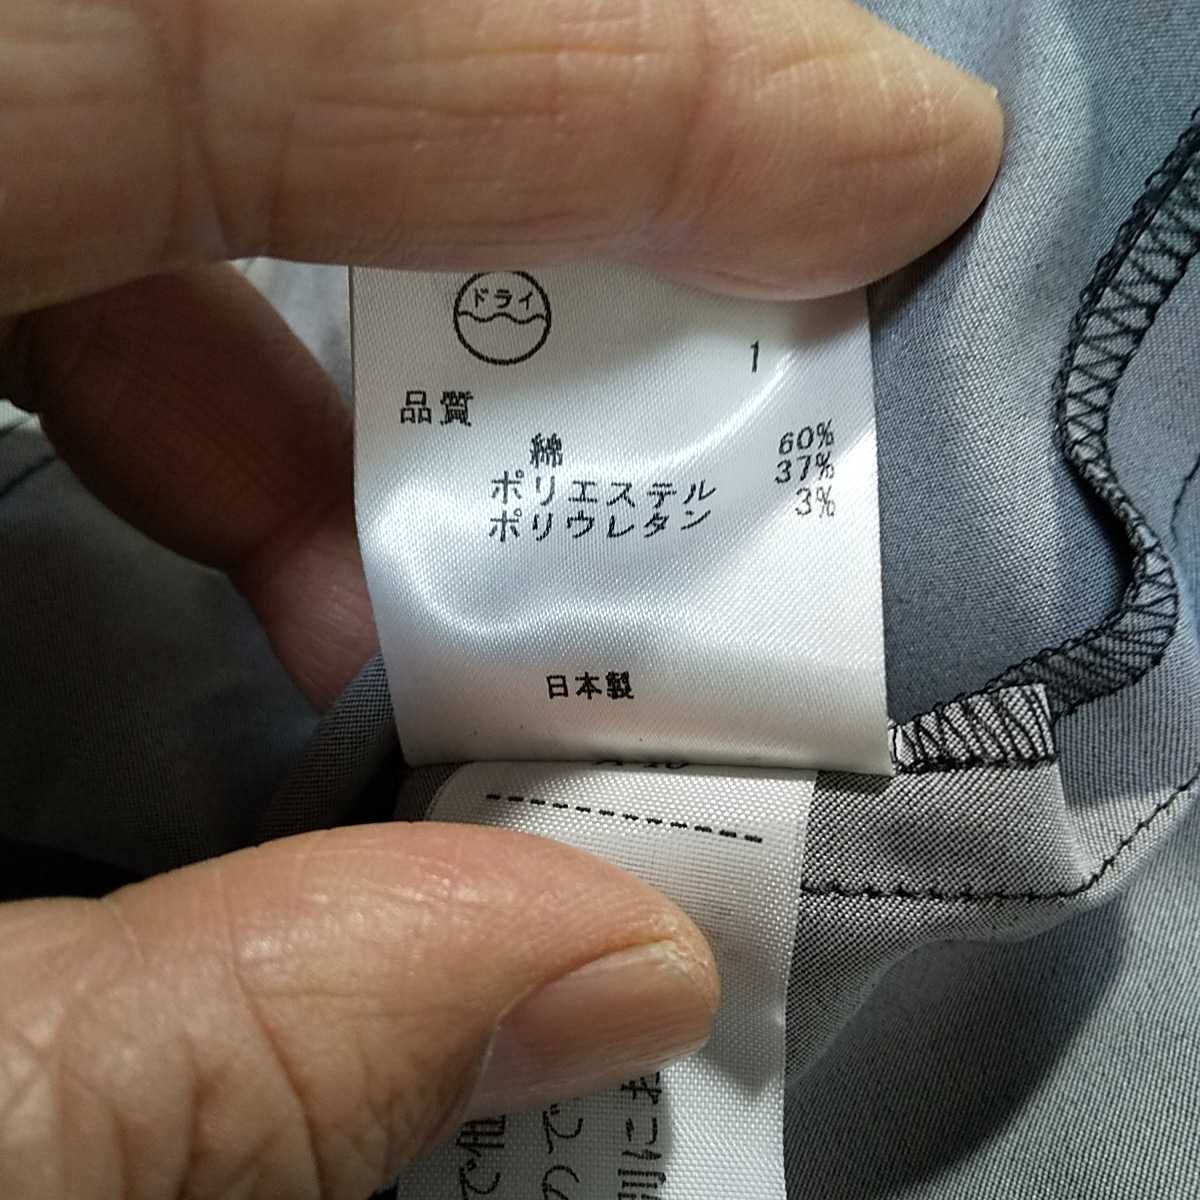 ドライ
1
品質
綿 60%
ポリエステル 37%
ポリウレタン 3%
日本製